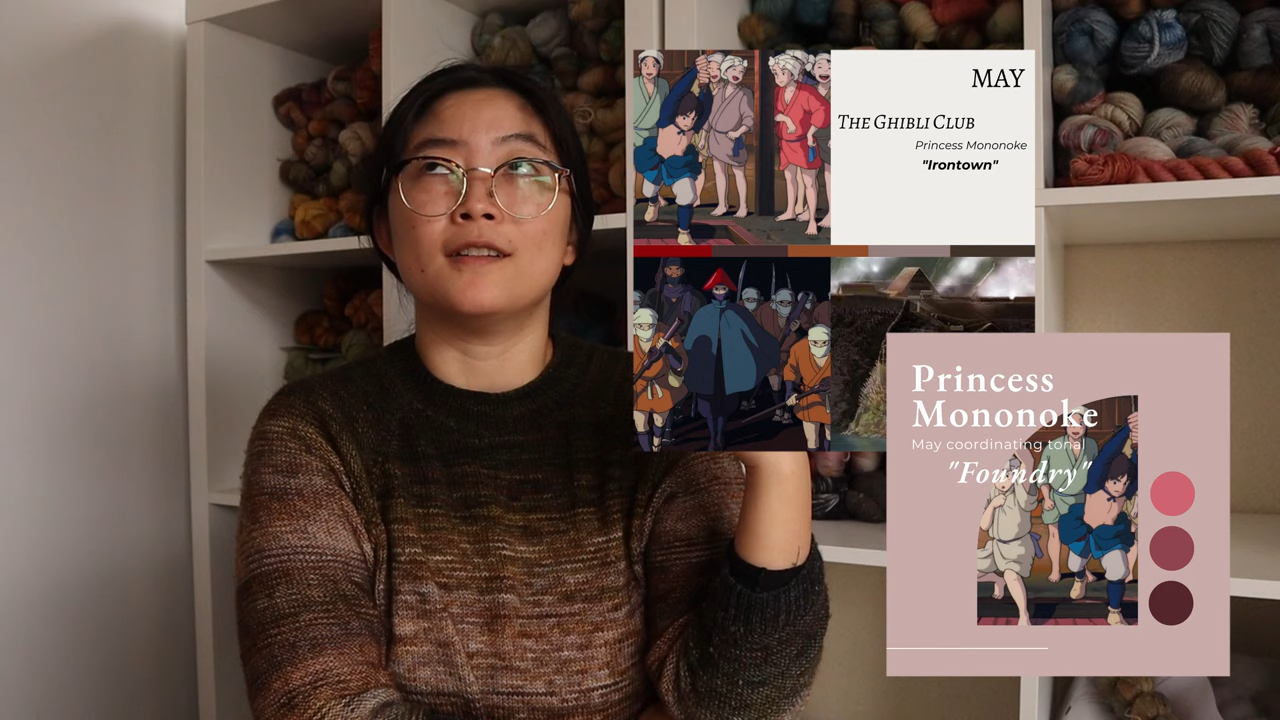 MAY
The Ghibli Club
Princess Mononoke
"Irontown"
Princess
Mononoke
May coordinating tonal
"Foundry"